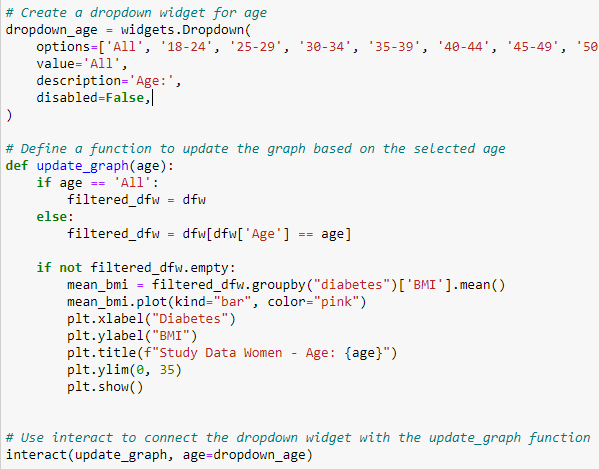 # Create a dropdown widget for age
dropdown_age = widgets.Dropdown(
    options=['All', '18-24', '25-29', '30-34', '35-39', '40-44', '45-49', '50
    value='All',
    description='Age:',
    disabled=False,
)
# Define a function to update the graph based on the selected age
def update_graph(age):
    if age == 'All':
        filtered_dfw = dfw
    else:
        filtered_dfw = dfw[dfw['Age'] == age]
    if not filtered_dfw.empty:
        mean_bmi = filtered_dfw.groupby("diabetes")['BMI'].mean()
        mean_bmi.plot(kind="bar", color="pink")
        plt.xlabel("Diabetes")
        plt.ylabel("BMI")
        plt.title(f"Study Data Women - Age: {age}")
        plt.ylim(0, 35)
        plt.show()
# Use interact to connect the dropdown widget with the update_graph function
interact(update_graph, age=dropdown_age)